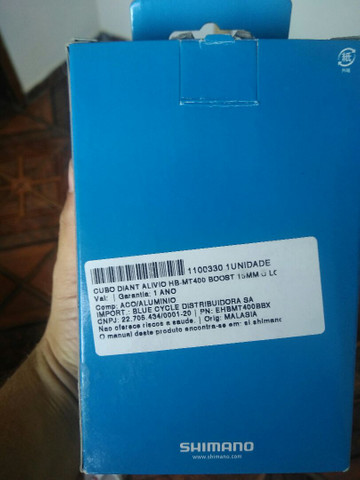 1100330 1UNIDADE
CUBO DIANT ALIVIO HB-MT400 BOOST 15MM
Val: | Garantia: 1 ANO
Comp: ACO/ALUMINIO
IMPORT.: BLUE CYCLE DISTRIBUIDORA SA
CNPJ: 22.705.434/0001-20 | PN: EHBMT400BBX
Nao oferece riscos a saude. | Orig: MALASIA
O manual deste produto encontra-se em: si shimano
SHIMANO
www.shimano.com